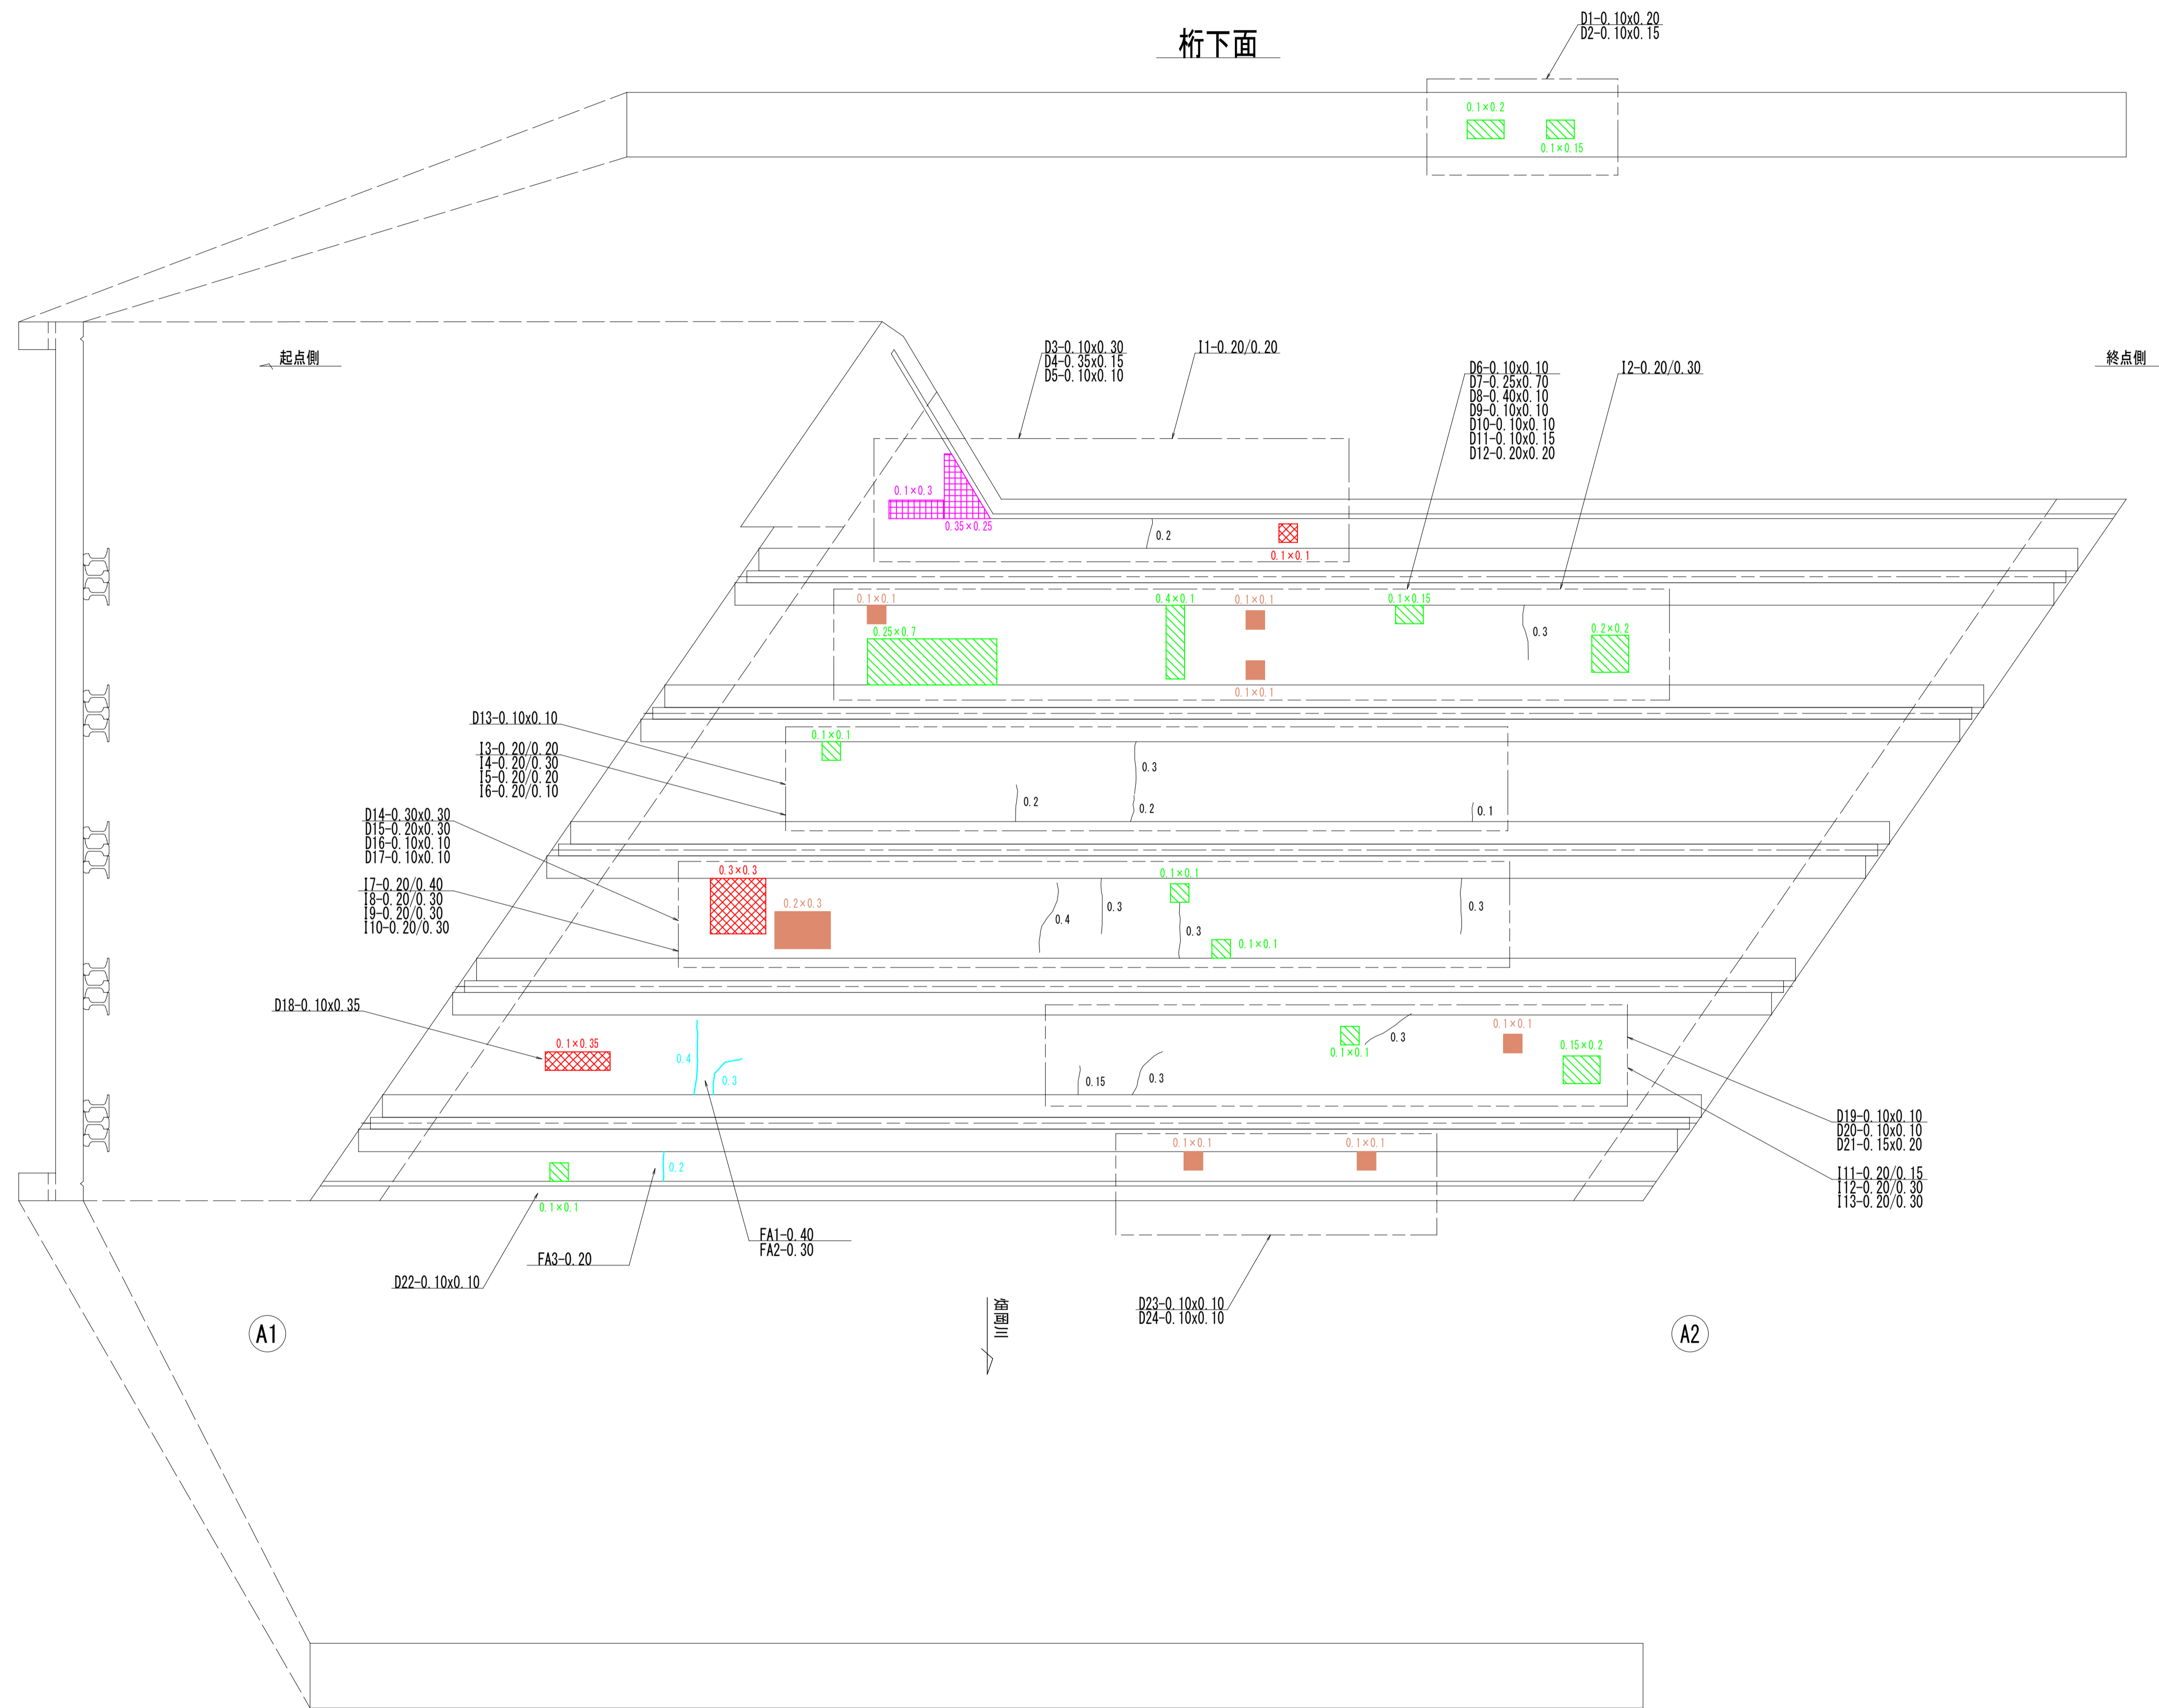 桁下面
D1-0.10x0.20
D2-0.10x0.15
0.1×0.2
0.1×0.15
起点側
終点側
D3-0.10x0.30
D4-0.35x0.15
D5-0.10x0.10
I1-0.20/0.20
D6-0.10x0.10
D7-0.25x0.70
D8-0.40x0.10
D9-0.10x0.10
D10-0.10x0.10
D11-0.10x0.15
D12-0.20x0.20
I2-0.20/0.30
0.1×0.3
0.35×0.25
0.2
0.1×0.1
0.1×0.1
0.25×0.7
0.4×0.1
0.1×0.1
0.1×0.1
0.1×0.15
0.3
0.2×0.2
D13-0.10x0.10
I3-0.20/0.20
I4-0.20/0.30
I5-0.20/0.20
I6-0.20/0.10
0.1×0.1
0.2
0.3
0.2
0.1
D14-0.30x0.30
D15-0.20x0.30
D16-0.10x0.10
D17-0.10x0.10
I7-0.20/0.40
I8-0.20/0.30
I9-0.20/0.30
I10-0.20/0.30
0.3×0.3
0.2×0.3
0.4
0.3
0.1×0.1
0.3
0.1×0.1
0.3
D18-0.10x0.35
0.1×0.35
0.4
0.3
0.15
0.3
0.1×0.1
0.3
0.1×0.1
0.15×0.2
D19-0.10x0.10
D20-0.10x0.10
D21-0.15x0.20
I11-0.20/0.15
I12-0.20/0.30
I13-0.20/0.30
0.1×0.1
0.2
0.1×0.1
0.1×0.1
FA1-0.40
FA2-0.30
FA3-0.20
D22-0.10x0.10
D23-0.10x0.10
D24-0.10x0.10
A1
A2